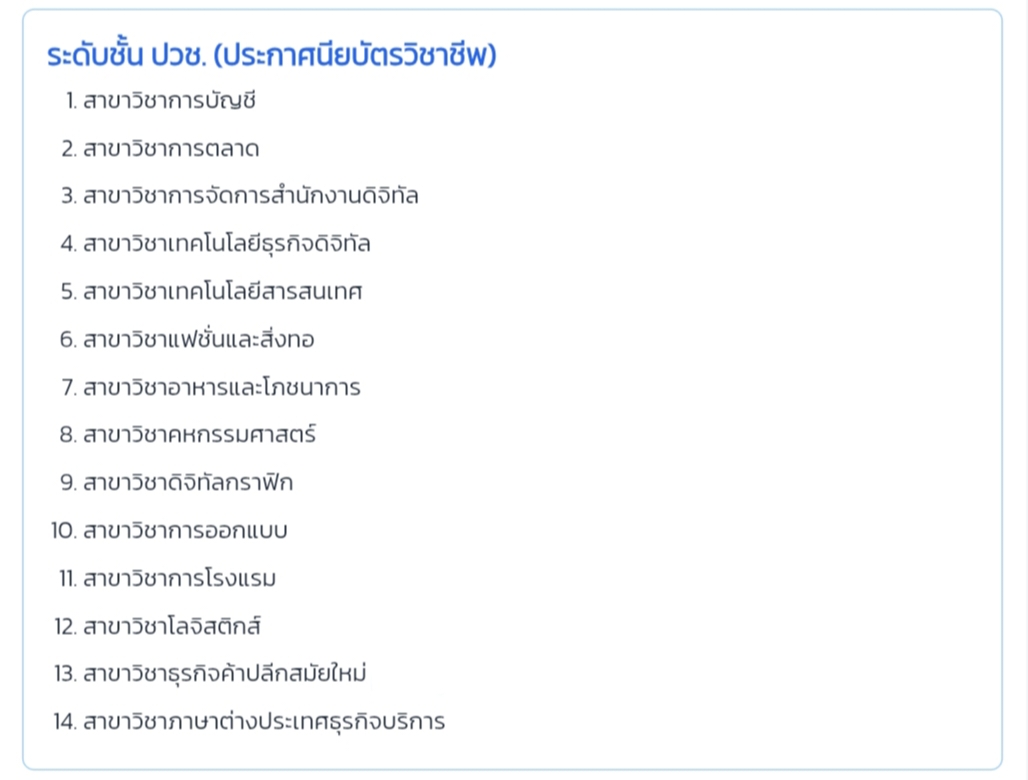 ระดับชั้น ปวช. (ประกาศนียบัตรวิชาชีพ)
1. สาขาวิชาการบัญชี
2. สาขาวิชาการตลาด
3. สาขาวิชาการจัดการสำนักงานดิจิทัล
4. สาขาวิชาเทคโนโลยีธุรกิจดิจิทัล
5. สาขาวิชาเทคโนโลยีสารสนเทศ
6. สาขาวิชาแฟชั่นและสิ่งทอ
7. สาขาวิชาอาหารและโภชนาการ
8. สาขาวิชาคหกรรมศาสตร์
9. สาขาวิชาดิจิทัลกราฟิก
10. สาขาวิชาการออกแบบ
11. สาขาวิชาการโรงแรม
12. สาขาวิชาโลจิสติกส์
13. สาขาวิชาธุรกิจค้าปลีกสมัยใหม่
14. สาขาวิชาภาษาต่างประเทศธุรกิจบริการ